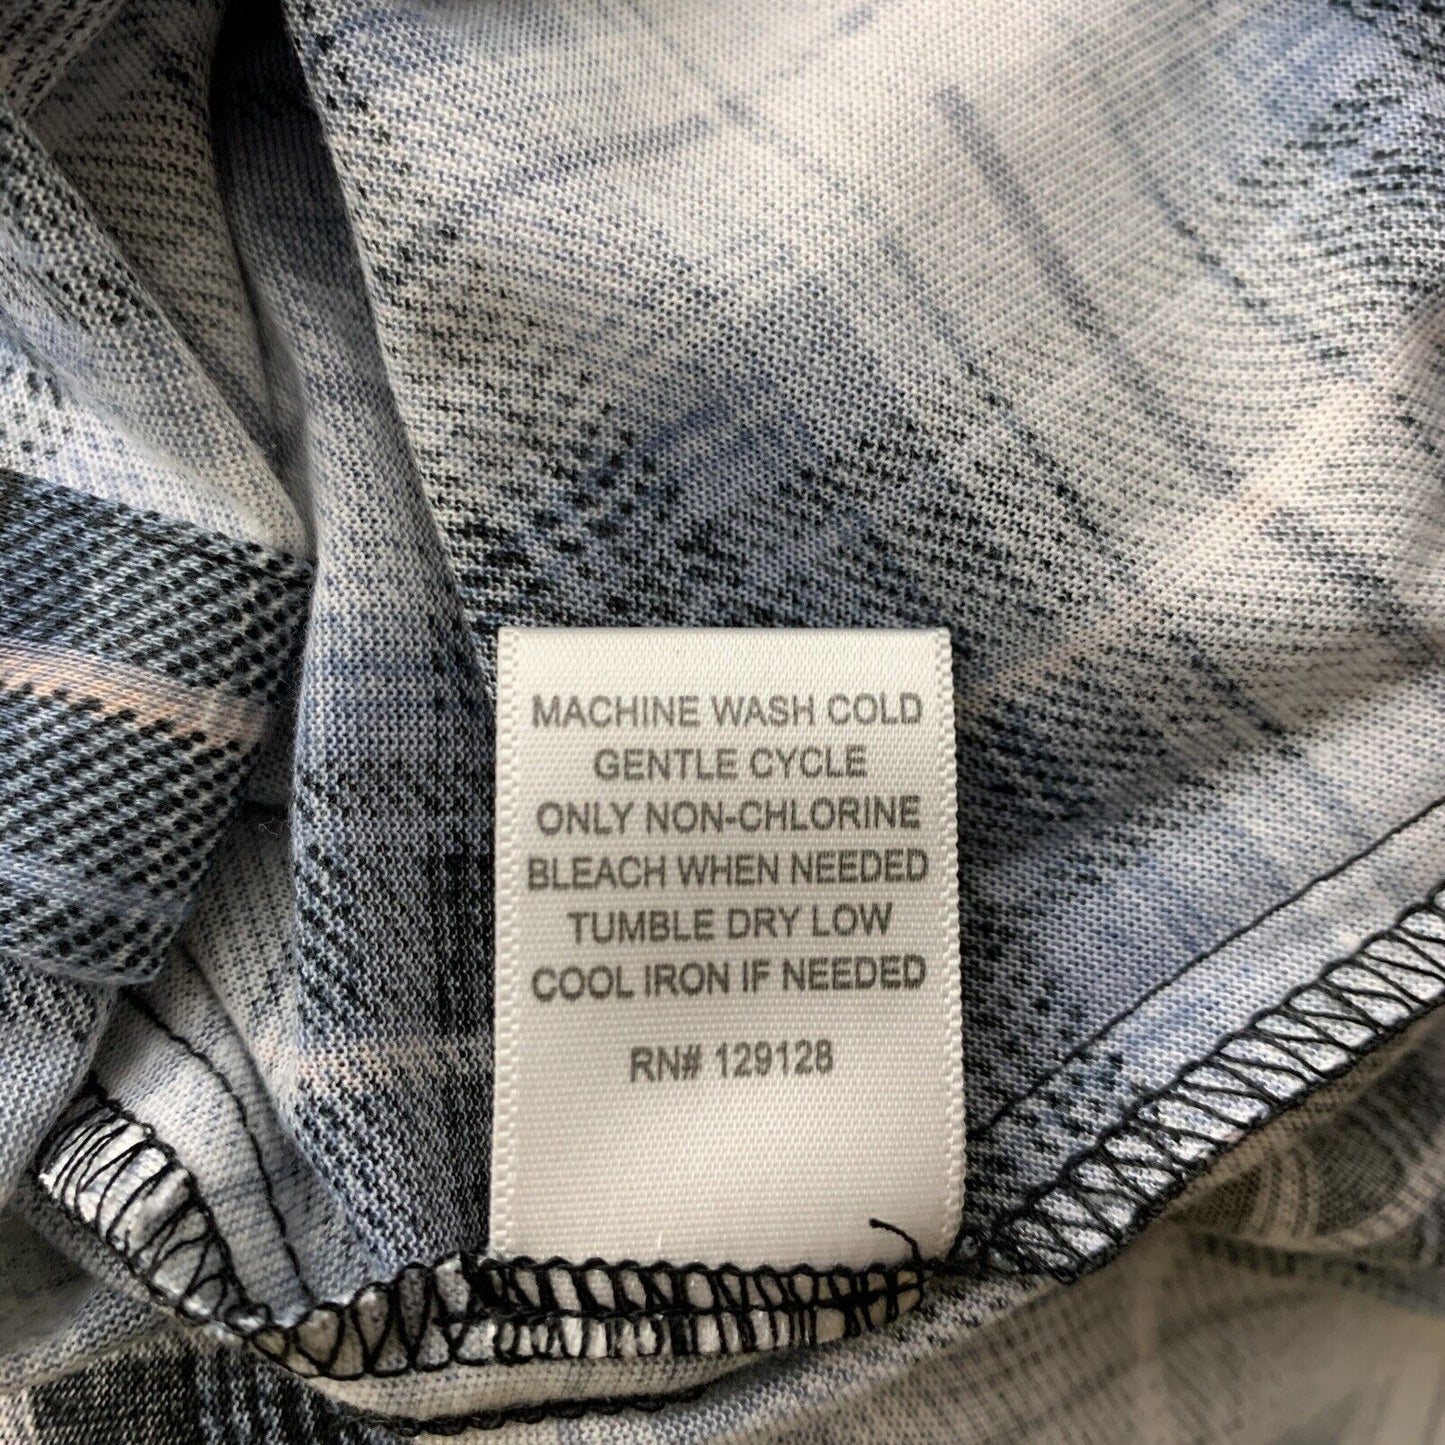 MACHINE WASH COLD
GENTLE CYCLE
ONLY NON-CHLORINE
BLEACH WHEN NEEDED
TUMBLE DRY LOW
COOL IRON IF NEEDED
RN# 129128